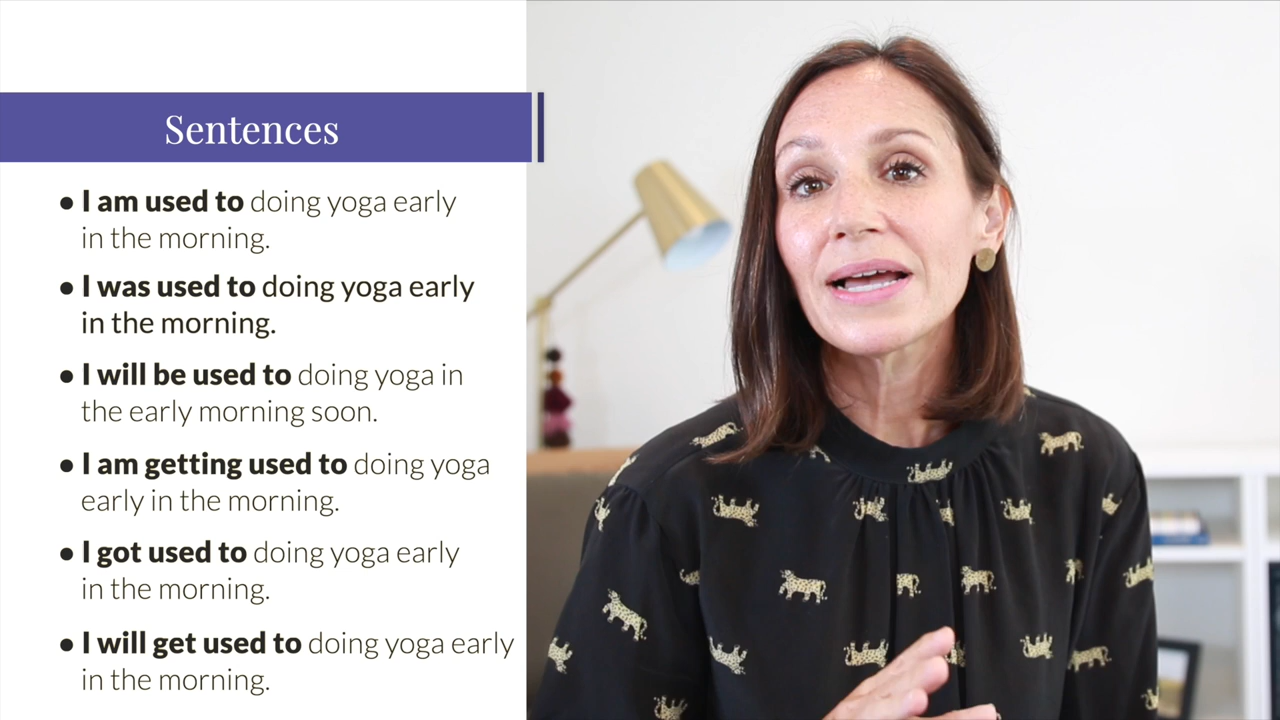 Sentences
● I am used to doing yoga early
in the morning.
● I was used to doing yoga early
in the morning.
● I will be used to doing yoga in
the early morning soon.
● I am getting used to doing yoga
early in the morning.
● I got used to doing yoga early
in the morning.
● I will get used to doing yoga early
in the morning.